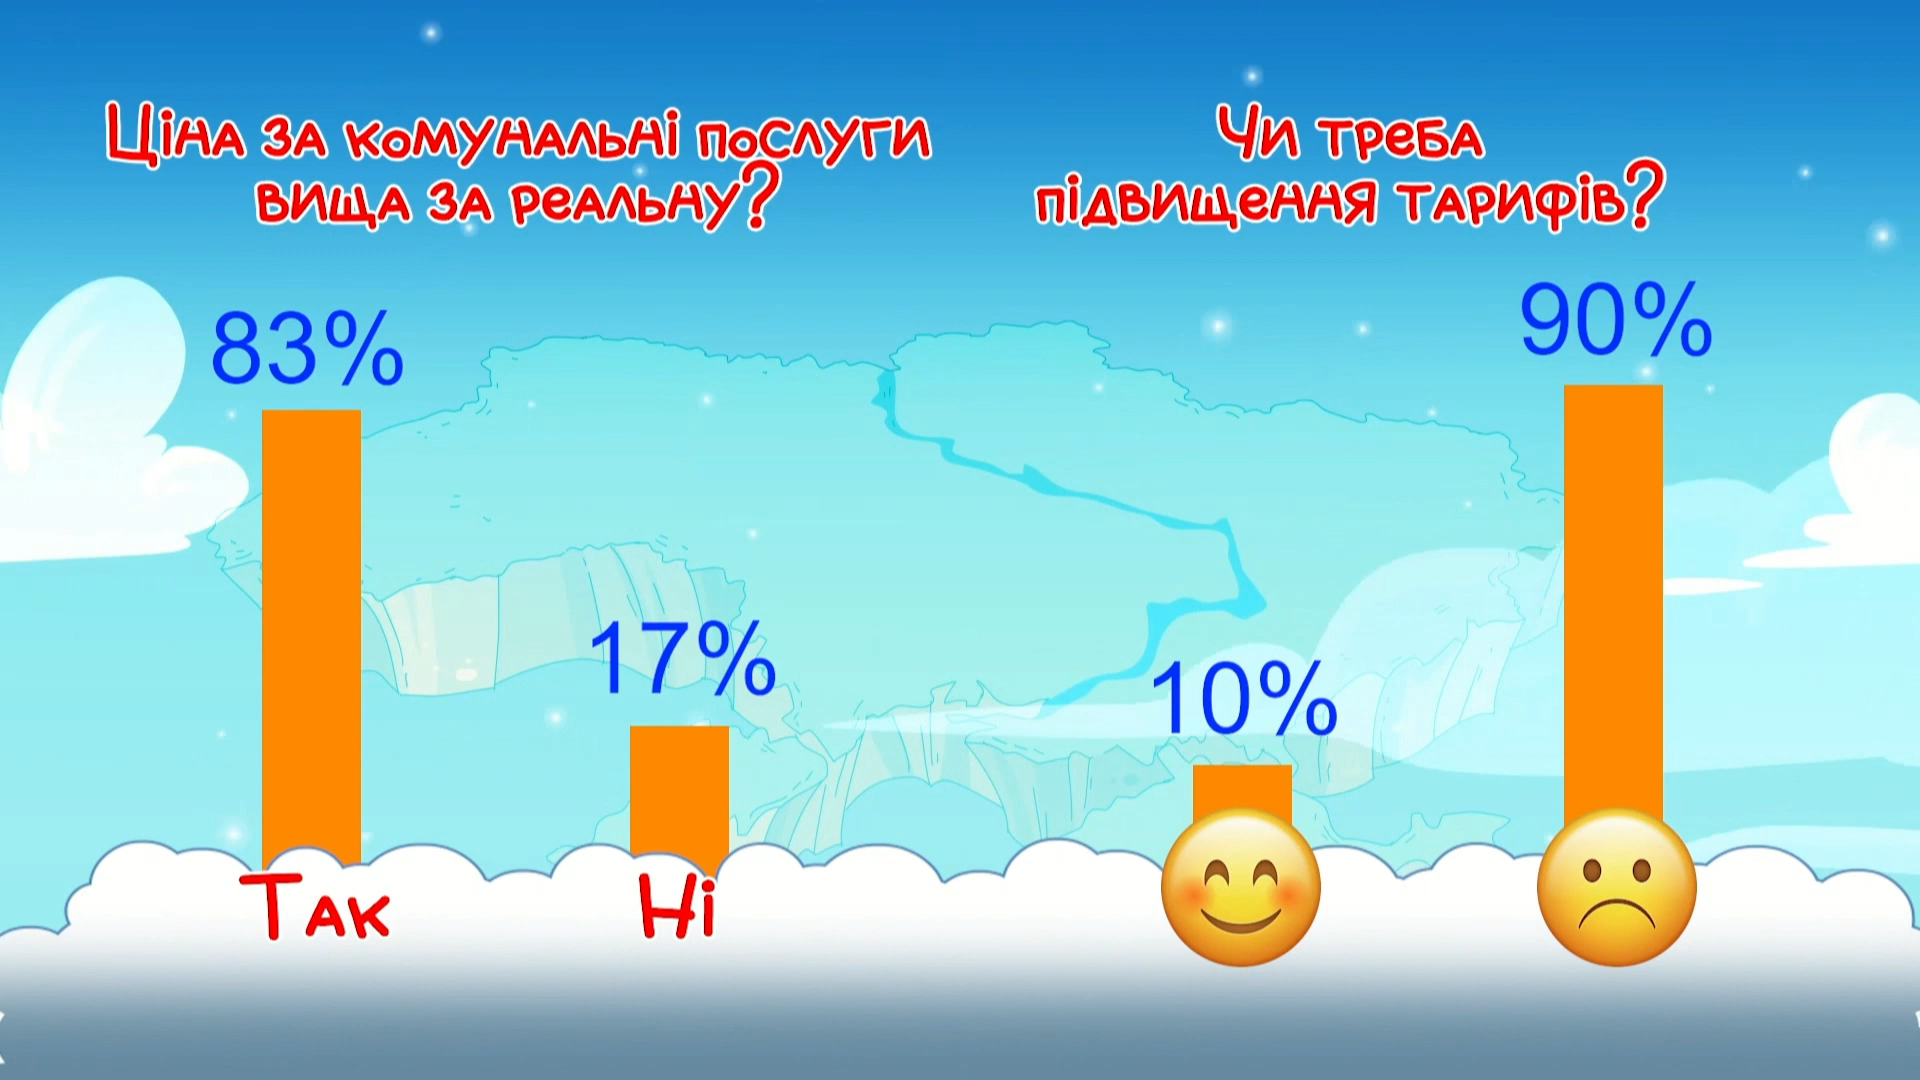 Ціна за комунальні послуги
вища за реальну?
Чи треба
підвищення тарифів?
83%
17%
10%
90%
Так
Ні